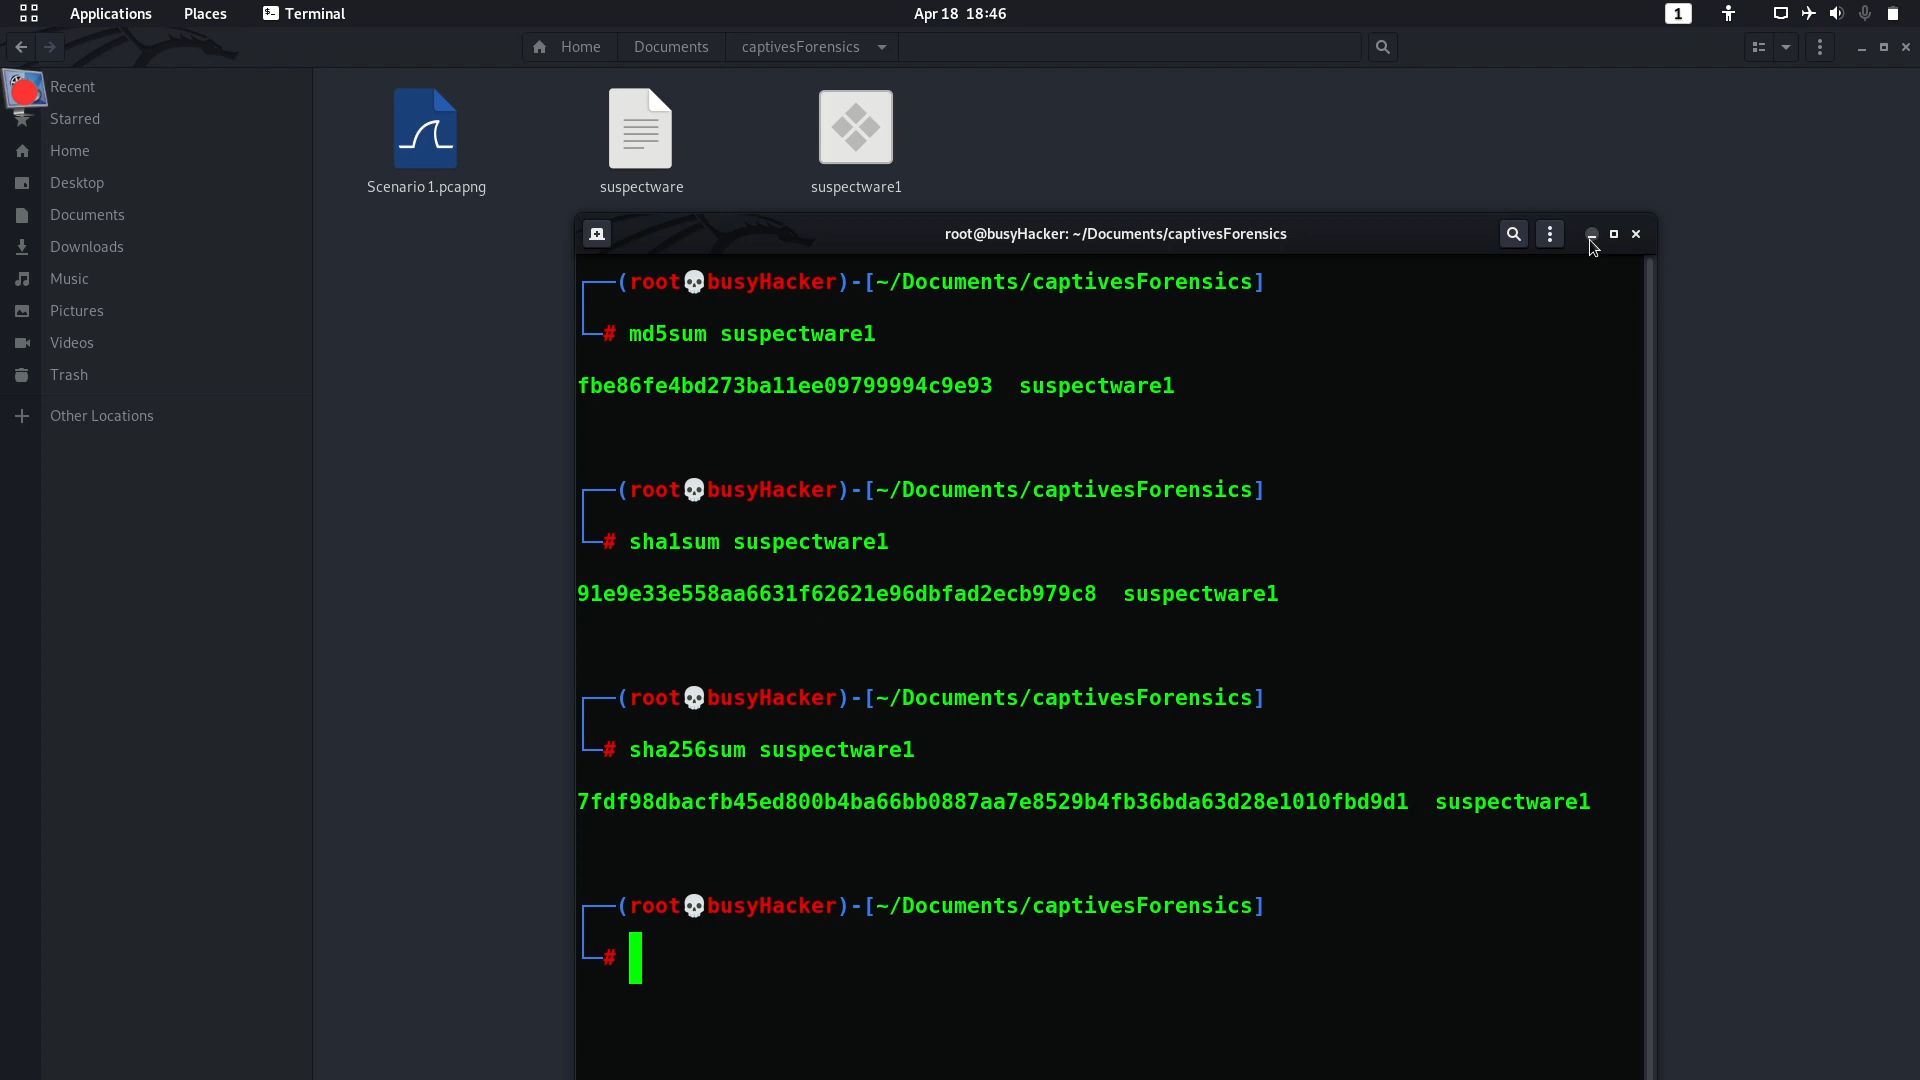 Applications Places Terminal Apr 18 18:46 1
Home Documents captivesForensics
Recent
Starred
Home
Desktop
Documents
Downloads
Music
Pictures
Videos
Trash
Other Locations
Scenario 1.pcapng suspectware suspectware1
root@busyHacker: ~/Documents/captivesForensics
(root💀busyHacker)-[~/Documents/captivesForensics]
# md5sum suspectware1
fbe86fe4bd273ba11ee09799994c9e93  suspectware1
(root💀busyHacker)-[~/Documents/captivesForensics]
# sha1sum suspectware1
91e9e33e558aa6631f62621e96dbfad2ecb979c8  suspectware1
(root💀busyHacker)-[~/Documents/captivesForensics]
# sha256sum suspectware1
7fdf98dbacfb45ed800b4ba66bb0887aa7e8529b4fb36bda63d28e1010fbd9d1  suspectware1
(root💀busyHacker)-[~/Documents/captivesForensics]
#